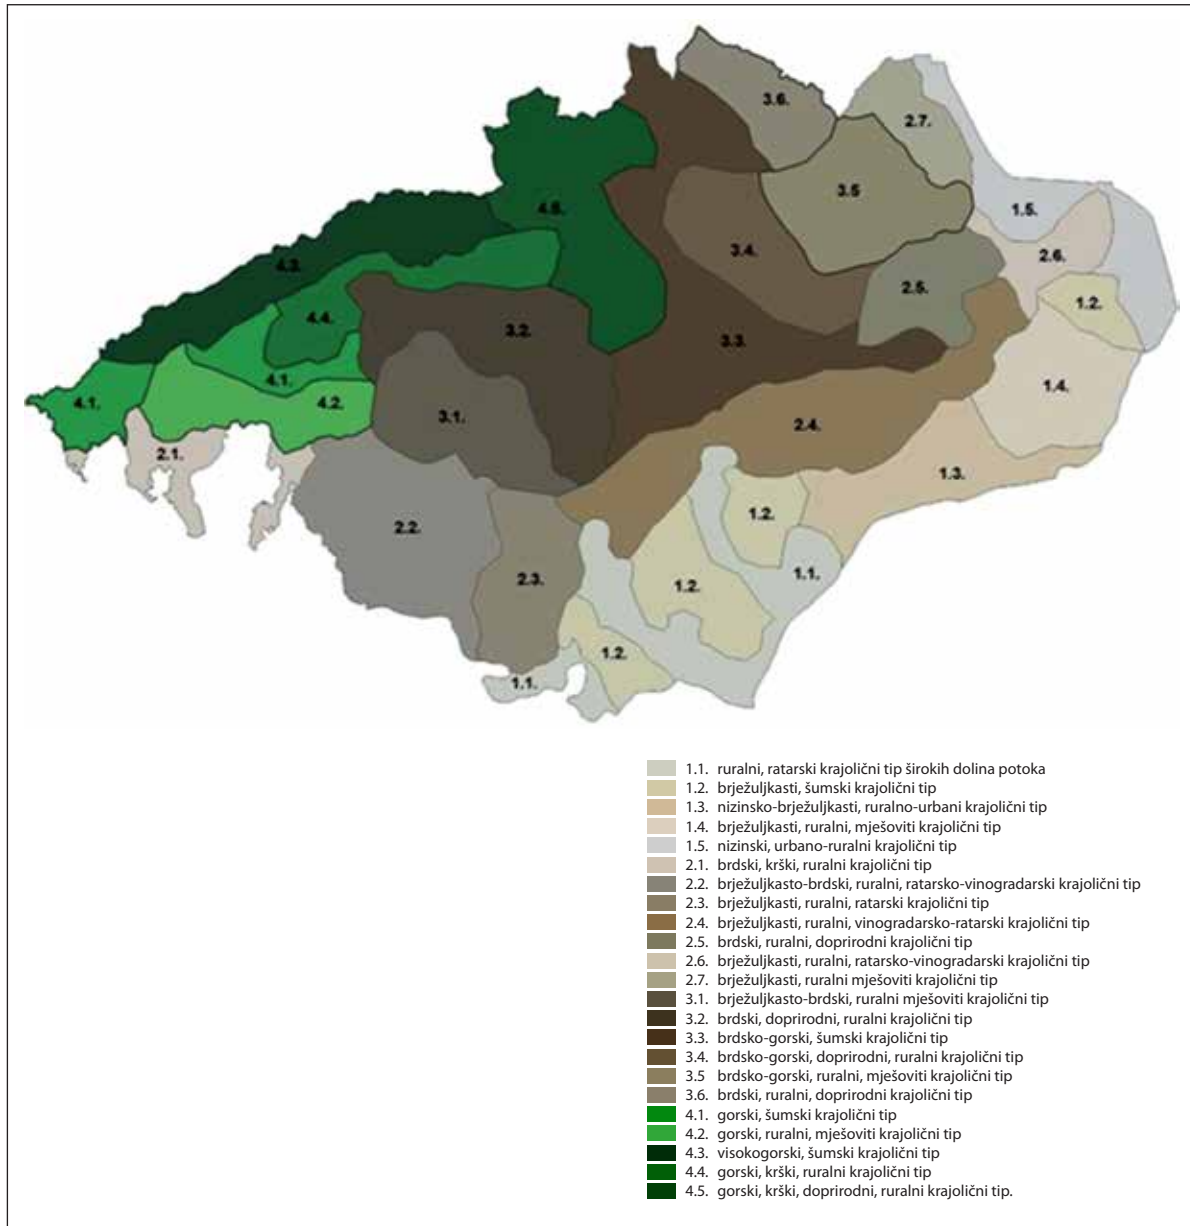 3.6.
2.7.
3.5
1.5.
4.5.
3.4.
2.6.
4.3.
2.5.
1.2.
4.4.
3.2.
3.3.
4.1.
1.4.
4.1.
4.2.
3.1.
2.4.
2.1.
1.3.
2.2.
1.2.
2.3.
1.1.
1.2.
1.2.
1.1.
1.1. ruralni, ratarski krajolični tip širokih dolina potoka
1.2. brježuljkasti, šumski krajolični tip
1.3. nizinsko-brježuljkasti, ruralno-urbani krajolični tip
1.4. brježuljkasti, ruralni, mješoviti krajolični tip
1.5. nizinski, urbano-ruralni krajolični tip
2.1. brdski, krški, ruralni krajolični tip
2.2. brježuljkasto-brdski, ruralni, ratarsko-vinogradarski krajolični tip
2.3. brježuljkasti, ruralni, ratarski krajolični tip
2.4. brježuljkasti, ruralni, vinogradarsko-ratarski krajolični tip
2.5. brdski, ruralni, doprirodni krajolični tip
2.6. brježuljkasti, ruralni, ratarsko-vinogradarski krajolični tip
2.7. brježuljkasti, ruralni mješoviti krajolični tip
3.1. brježuljkasto-brdski, ruralni mješoviti krajolični tip
3.2. brdski, doprirodni, ruralni krajolični tip
3.3. brdsko-gorski, šumski krajolični tip
3.4. brdsko-gorski, doprirodni, ruralni krajolični tip
3.5 brdsko-gorski, ruralni, mješoviti krajolični tip
3.6. brdski, ruralni, doprirodni krajolični tip
4.1. gorski, šumski krajolični tip
4.2. gorski, ruralni, mješoviti krajolični tip
4.3. visokogorski, šumski krajolični tip
4.4. gorski, krški, ruralni krajolični tip
4.5. gorski, krški, doprirodni, ruralni krajolični tip.